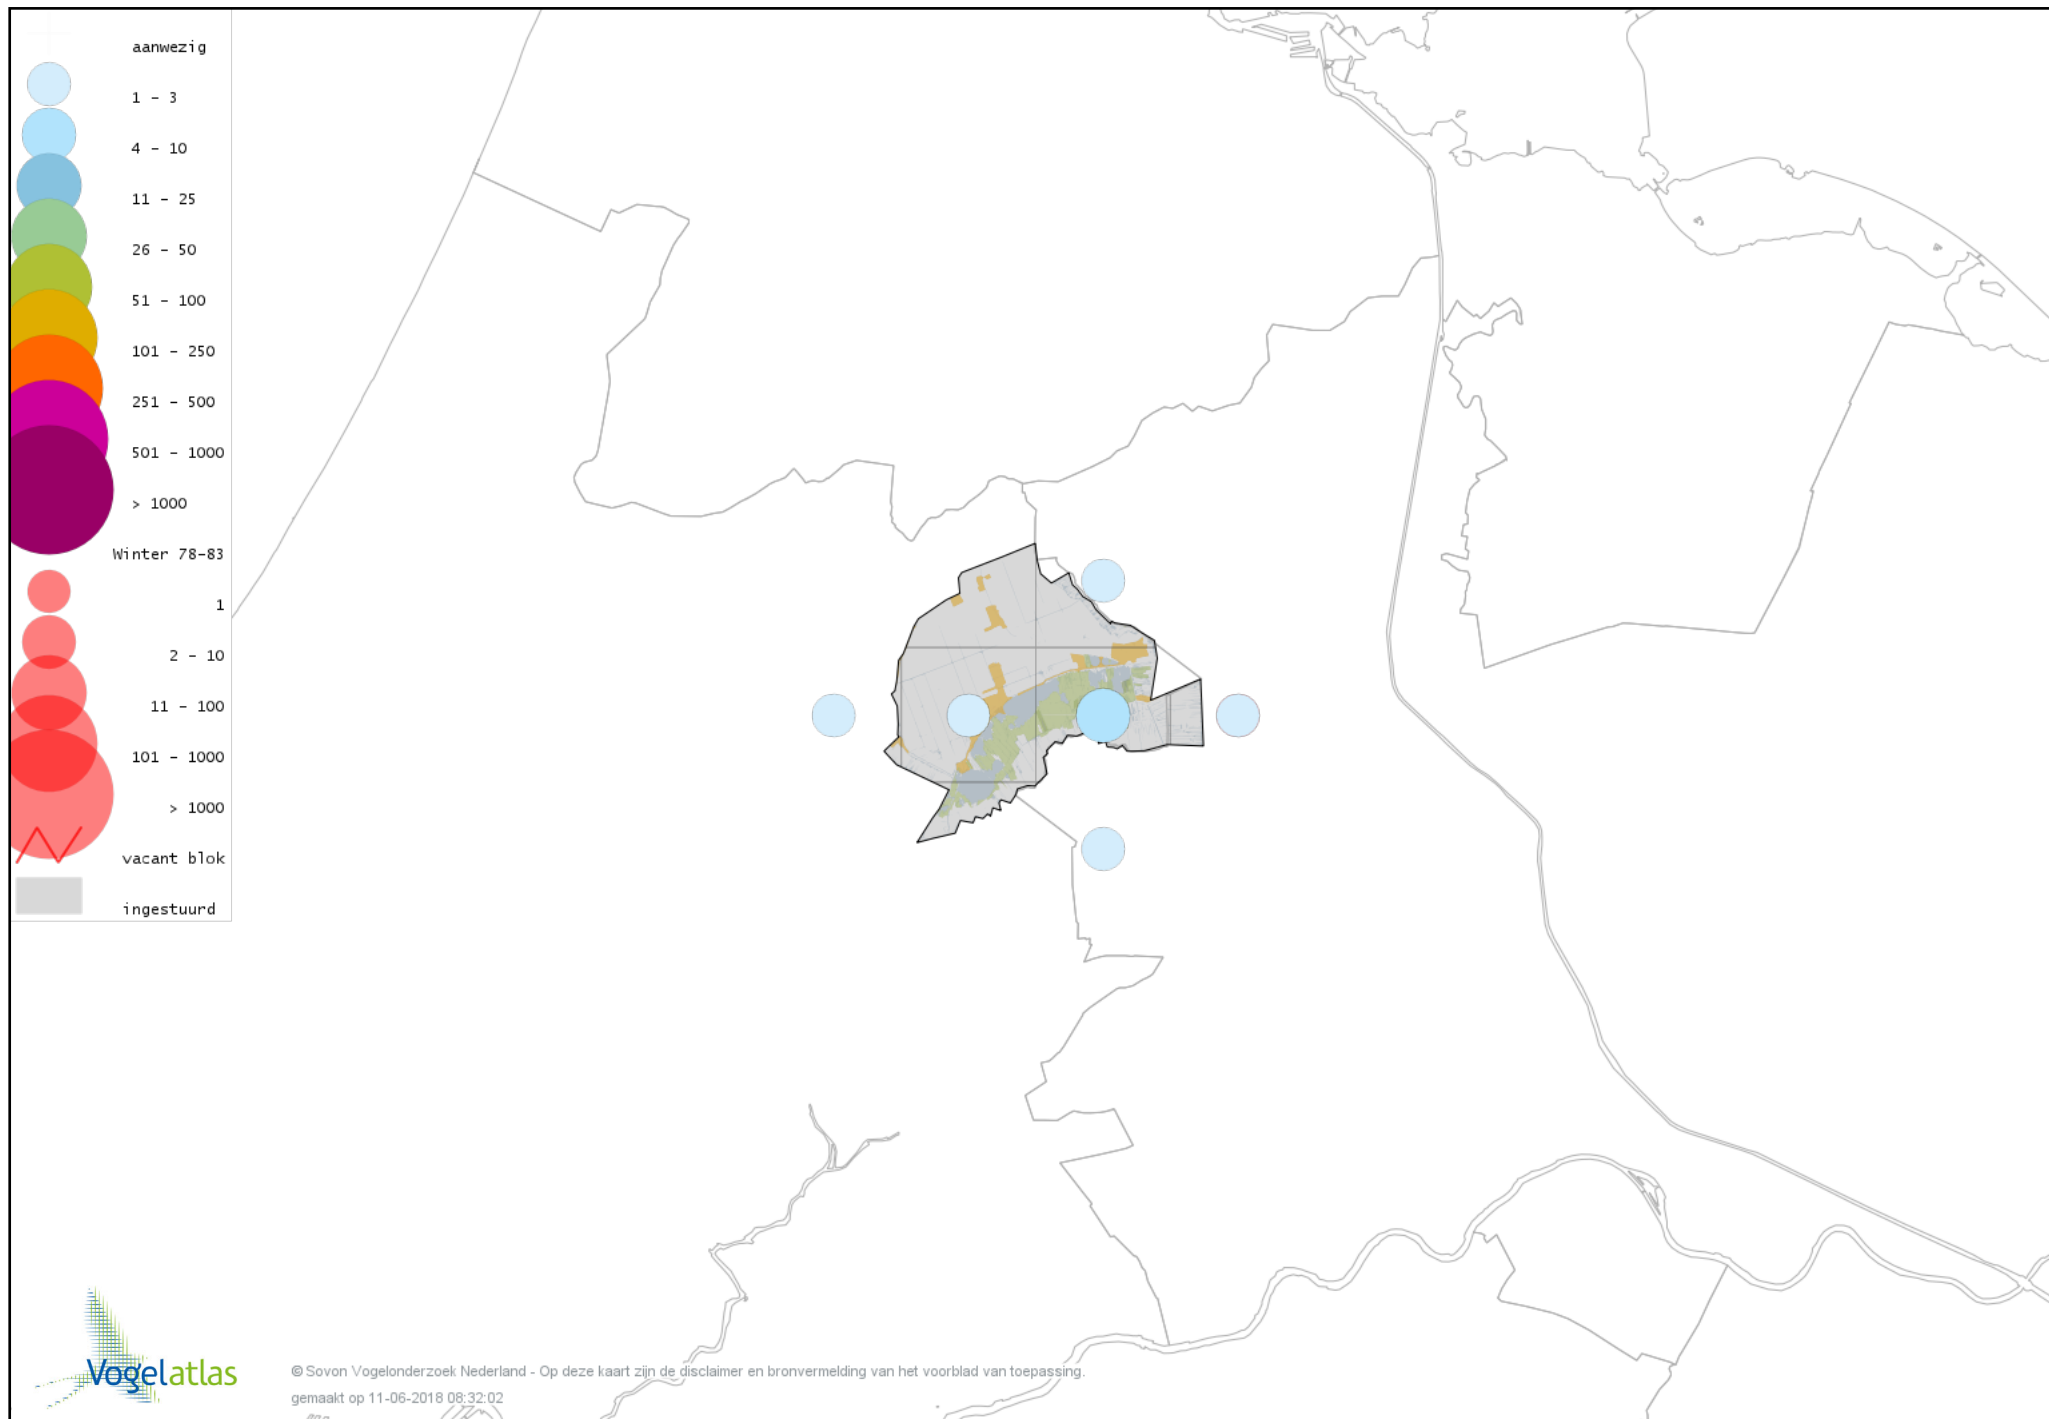 aanwezig
1 - 3
4 - 10
11 - 25
26 - 50
51 - 100
101 - 250
251 - 500
501 - 1000
> 1000
Winter 78-83
1
2 - 10
11 - 100
101 - 1000
> 1000
vacant blok
ingestuurd
Vogelatlas
© Sovon Vogelonderzoek Nederland - Op deze kaart zijn de disclaimer en bronvermelding van het voorblad van toepassing.
gemaakt op 11-06-2018 08:32:02